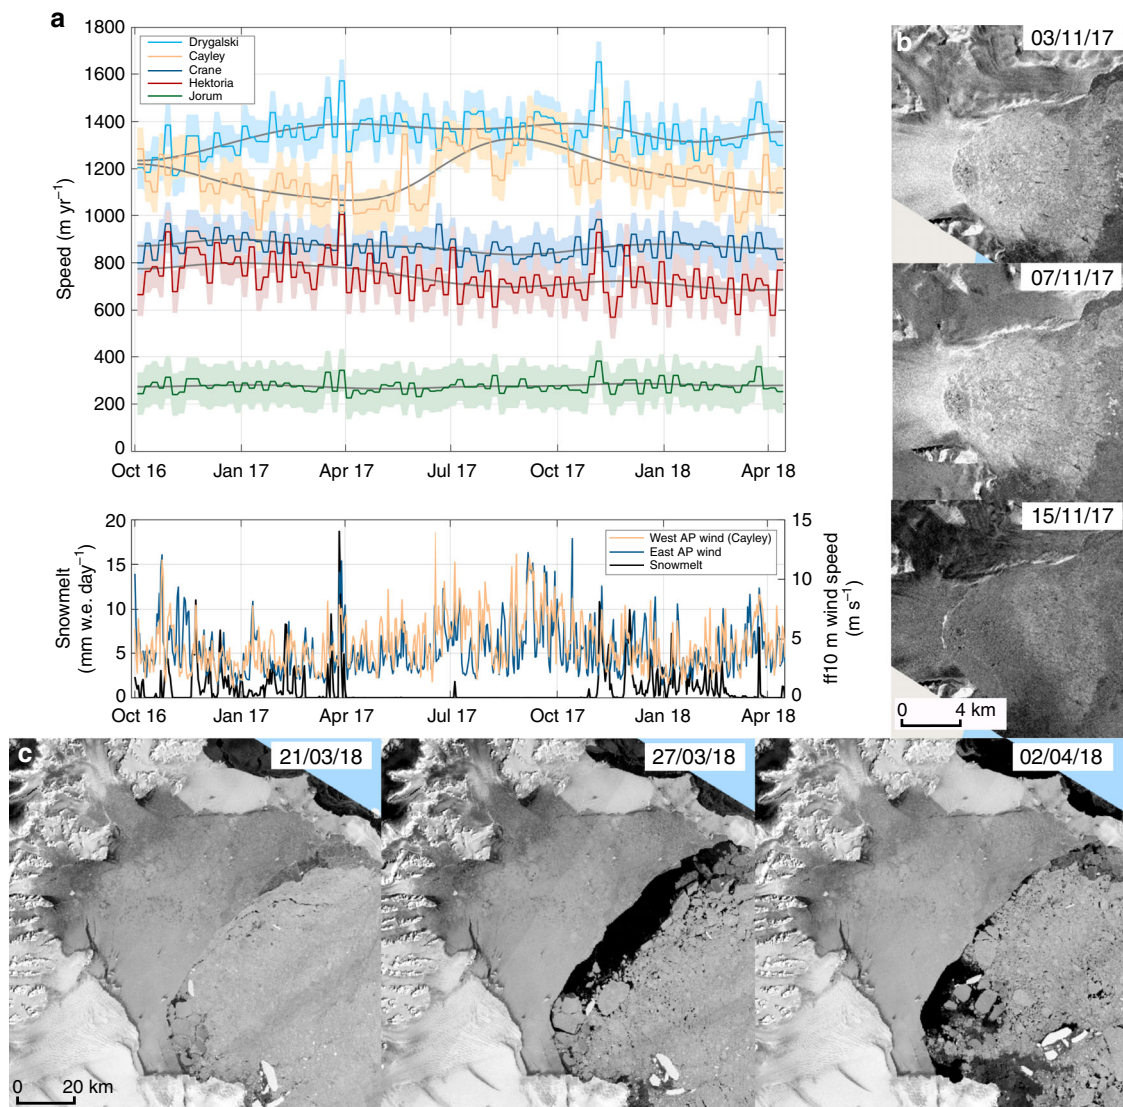 a
1800
1600
1400
1200
1000
800
600
400
200
0
Speed (m yr⁻¹)
Drygalski
Cayley
Crane
Hektoria
Jorum
Oct 16
Jan 17
Apr 17
Jul 17
Oct 17
Jan 18
Apr 18
20
15
10
5
0
Snowmelt
(mm w.e. day⁻¹)
West AP wind (Cayley)
East AP wind
Snowmelt
15
10
5
0
ff10 m wind speed
(m s⁻¹)
Oct 16
Jan 17
Apr 17
Jul 17
Oct 17
Jan 18
Apr 18
b
03/11/17
07/11/17
15/11/17
0 4 km
c
21/03/18
27/03/18
02/04/18
0 20 km